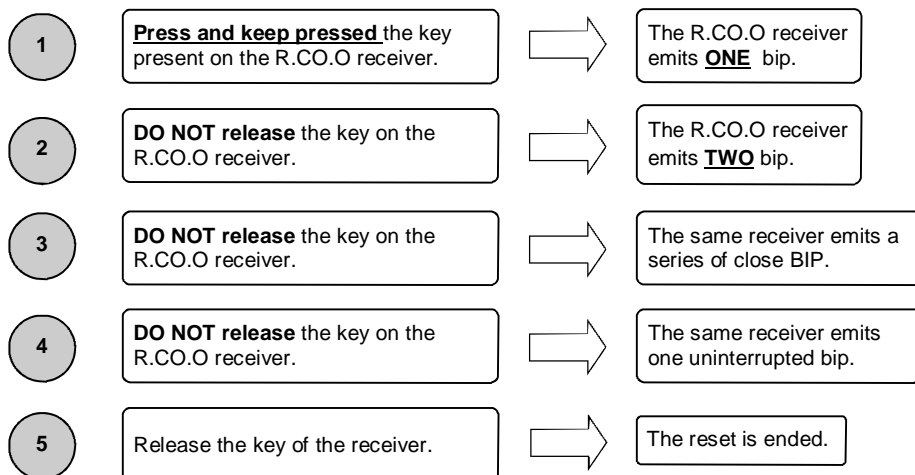 1
Press and keep pressed the key
present on the R.CO.O receiver.
The R.CO.O receiver
emits ONE bip.
2
DO NOT release the key on the
R.CO.O receiver.
The R.CO.O receiver
emits TWO bip.
3
DO NOT release the key on the
R.CO.O receiver.
The same receiver emits a
series of close BIP.
4
DO NOT release the key on the
R.CO.O receiver.
The same receiver emits
one uninterrupted bip.
5
Release the key of the receiver.
The reset is ended.